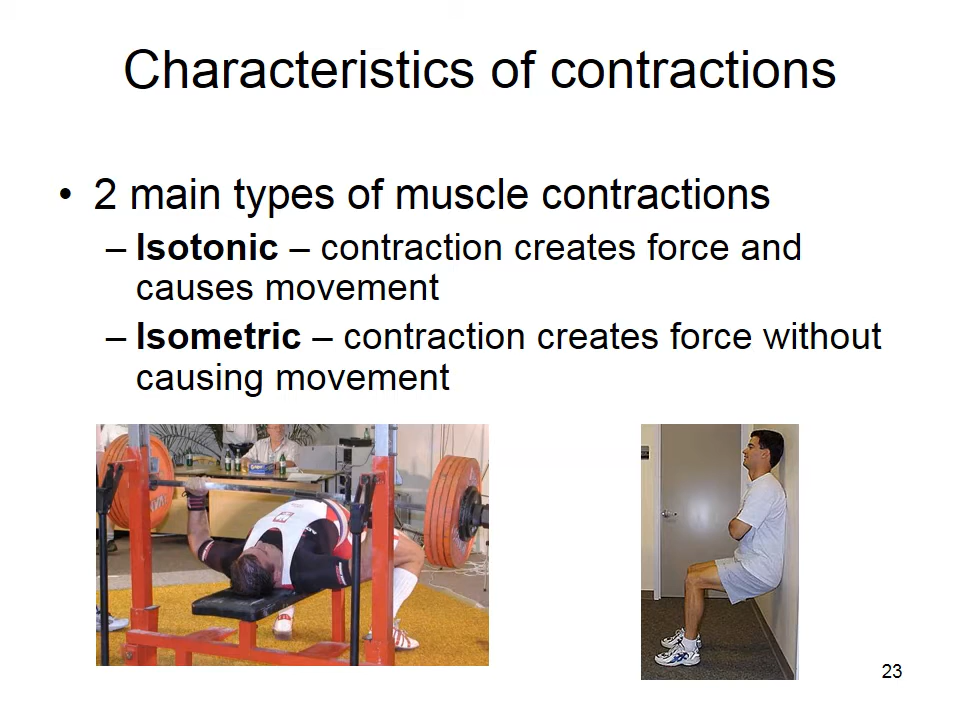 Characteristics of contractions
• 2 main types of muscle contractions
– Isotonic – contraction creates force and
causes movement
– Isometric – contraction creates force without
causing movement
23